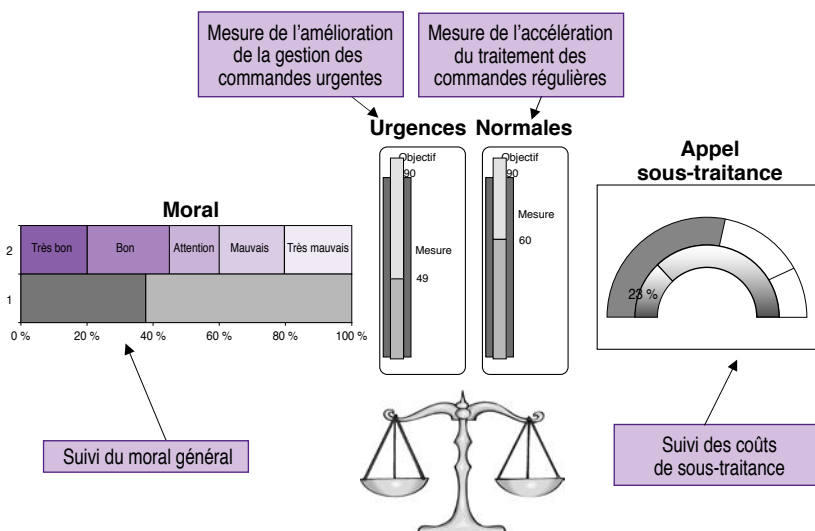 Mesure de l’amélioration
de la gestion des
commandes urgentes
Mesure de l’accélération
du traitement des
commandes régulières
Urgences
Normales
Objectif
90
Mesure
49
Objectif
90
Mesure
60
Appel
sous-traitance
23 %
Moral
2
Très bon
Bon
Attention
Mauvais
Très mauvais
1
0 %
20 %
40 %
60 %
80 %
100 %
Suivi du moral général
Suivi des coûts
de sous-traitance